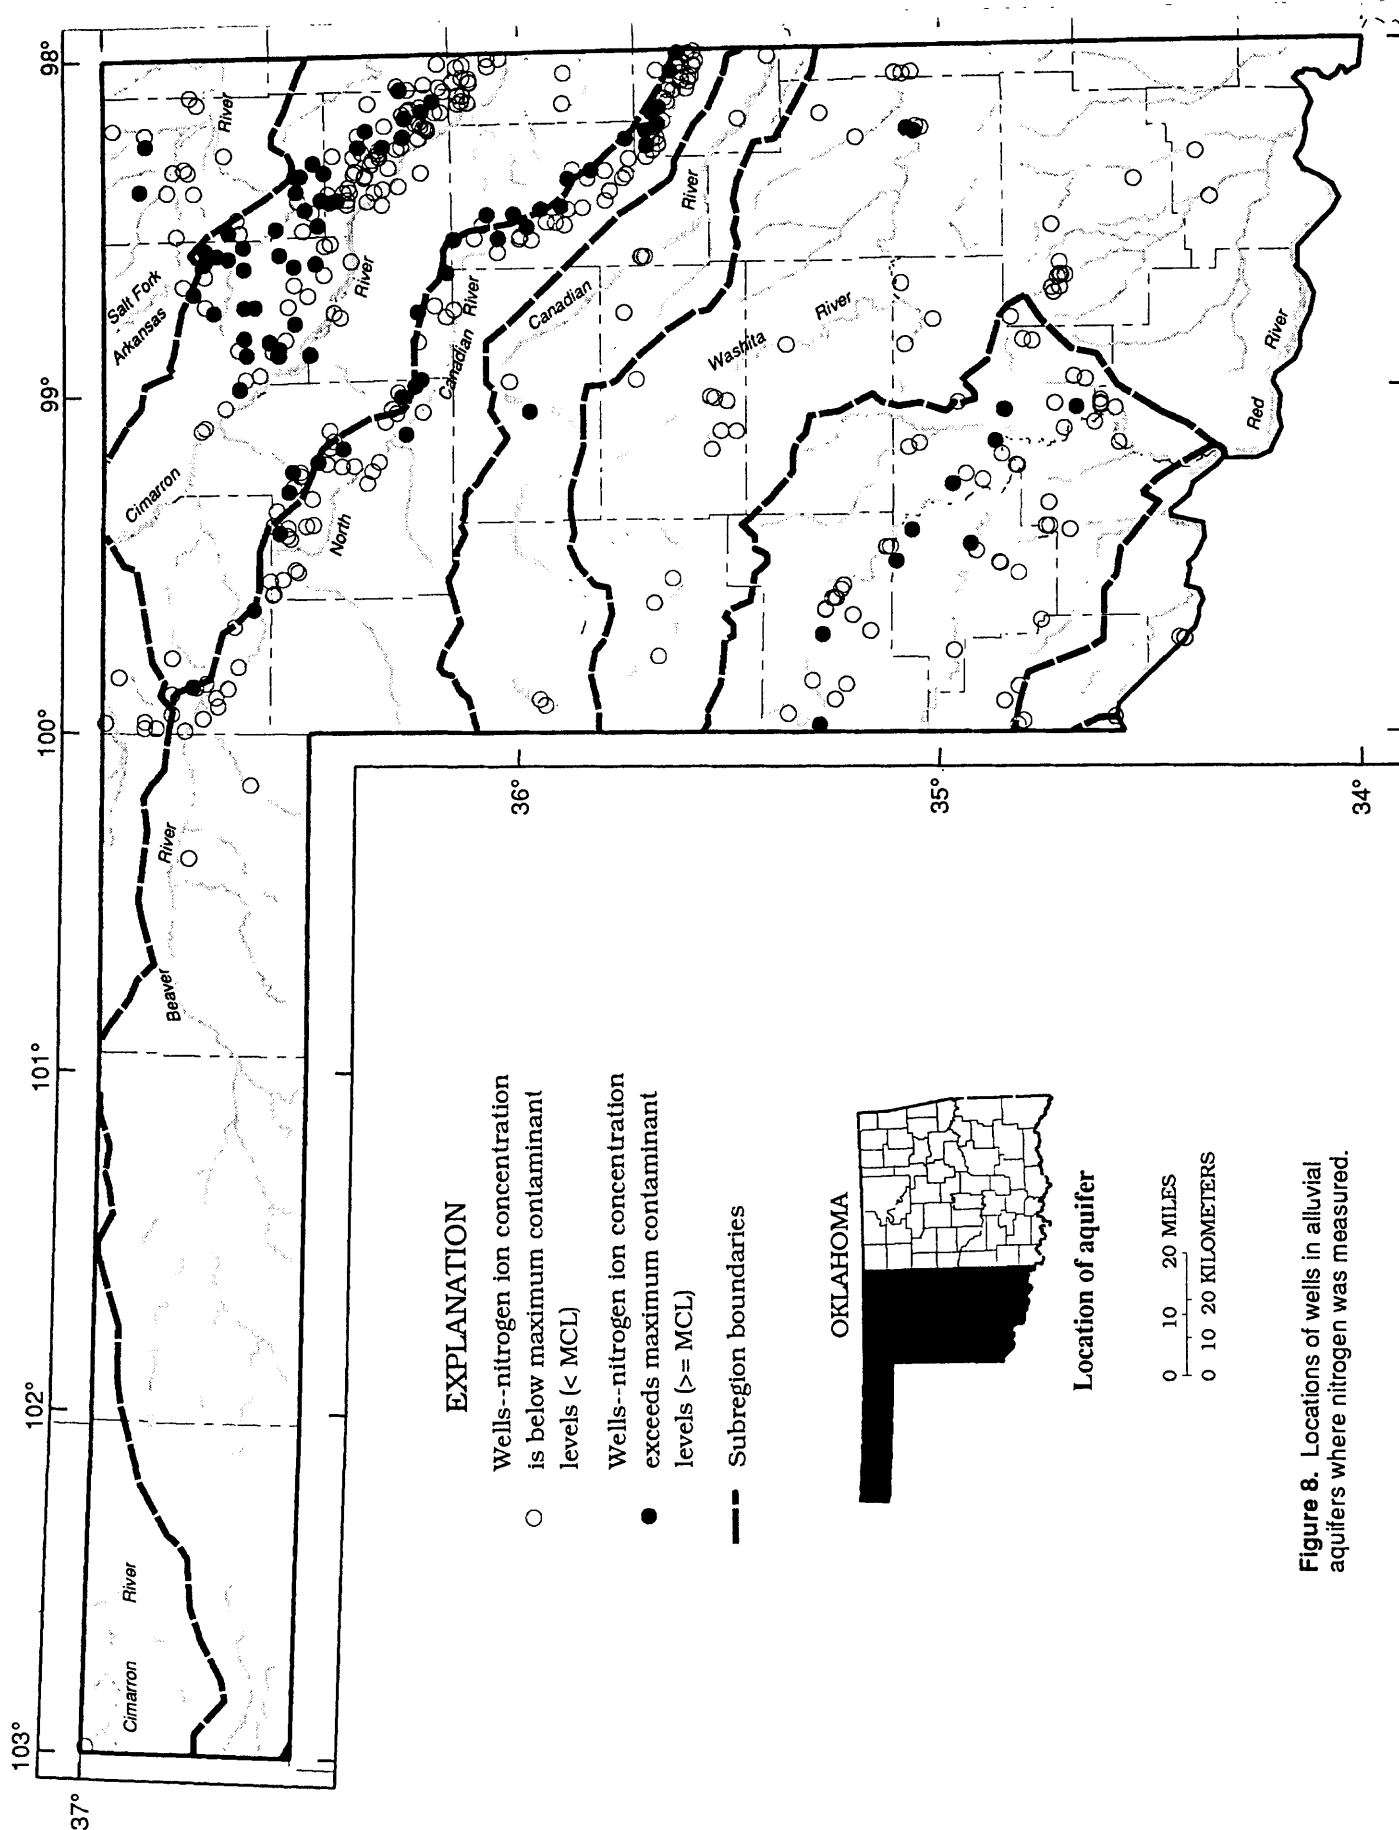 98°
99°
100°
101°
102°
103°
37°
36°
35°
34°
Salt Fork
Arkansas
River
Cimarron
River
North
Canadian
River
Canadian
River
Washita
River
Red
River
Beaver
River
Cimarron
River
EXPLANATION
Wells--nitrogen ion concentration
is below maximum contaminant
levels (< MCL)
Wells--nitrogen ion concentration
exceeds maximum contaminant
levels (>= MCL)
Subregion boundaries
OKLAHOMA
Location of aquifer
0 10 20 MILES
0 10 20 KILOMETERS
Figure 8. Locations of wells in alluvial
aquifers where nitrogen was measured.